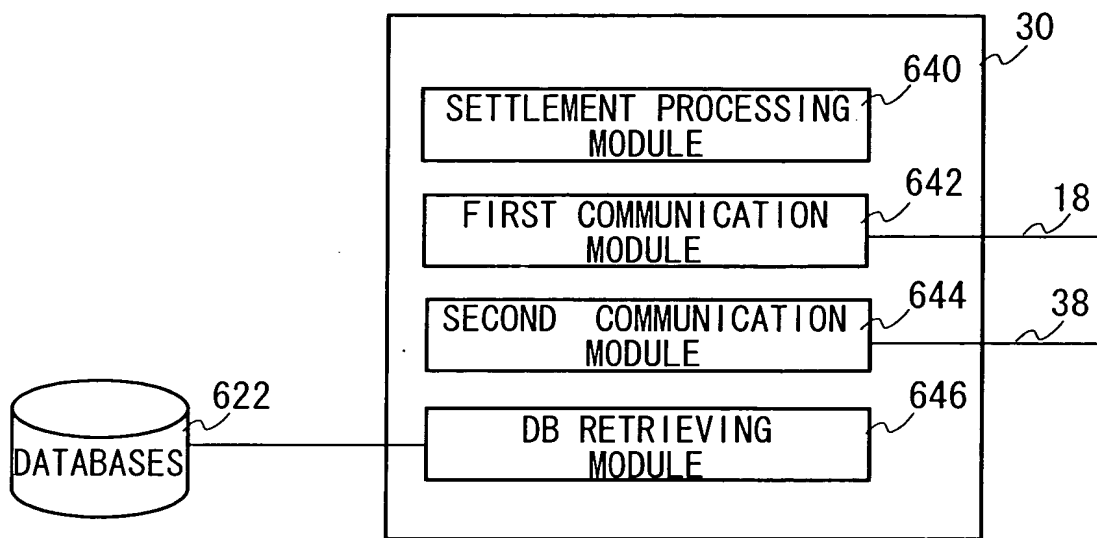 30
640
SETTLEMENT PROCESSING
MODULE
642
FIRST COMMUNICATION
MODULE
18
644
SECOND COMMUNICATION
MODULE
38
622
646
DB RETRIEVING
MODULE
DATABASES